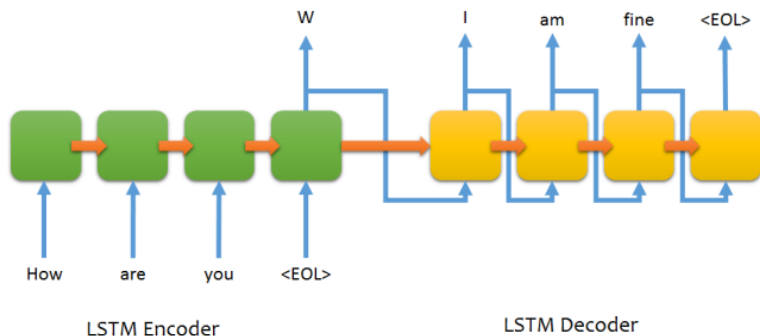 W I am fine <EOL>
How are you <EOL>
LSTM Encoder LSTM Decoder